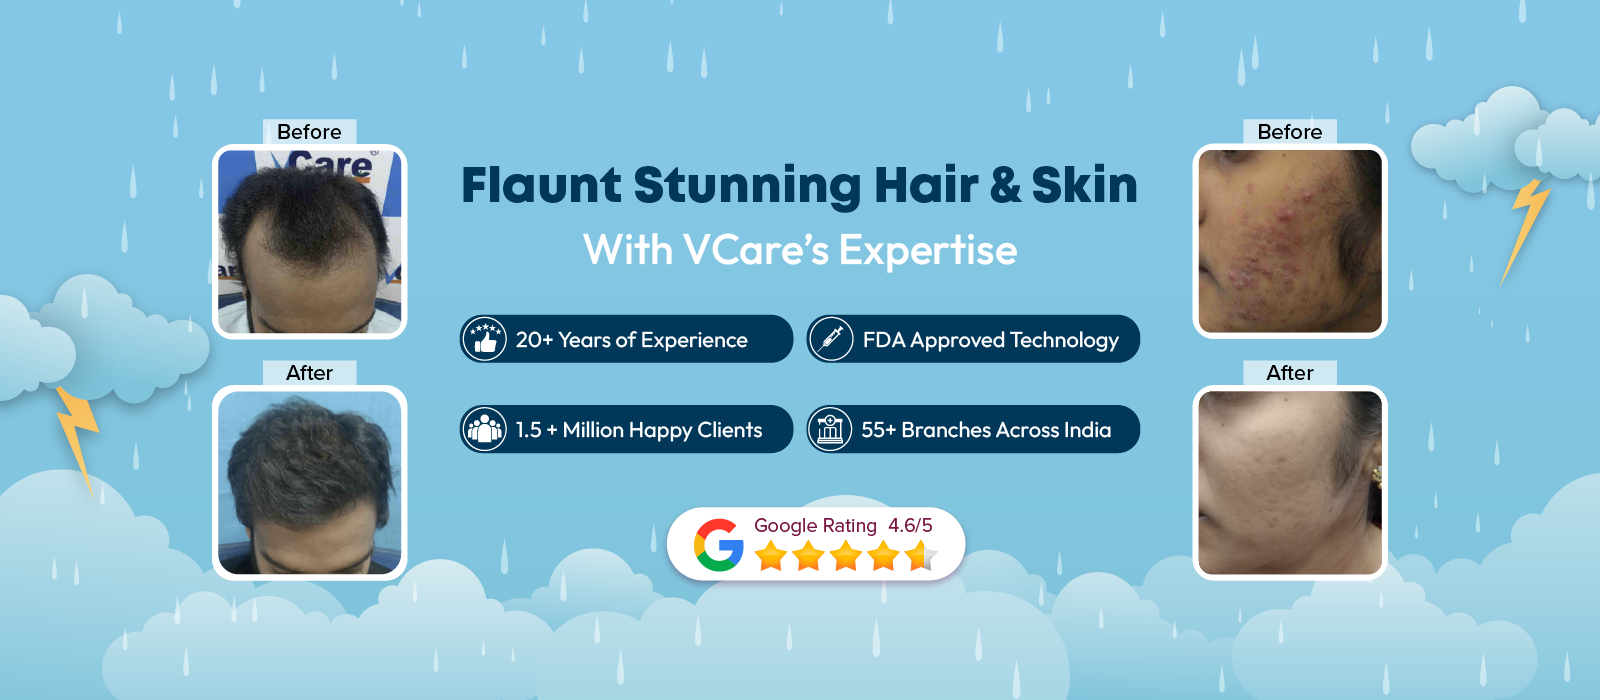 Before
Care®
After
Flaunt Stunning Hair & Skin
With VCare's Expertise
20+ Years of Experience
FDA Approved Technology
1.5 + Million Happy Clients
55+ Branches Across India
Google Rating 4.6/5
Before
After